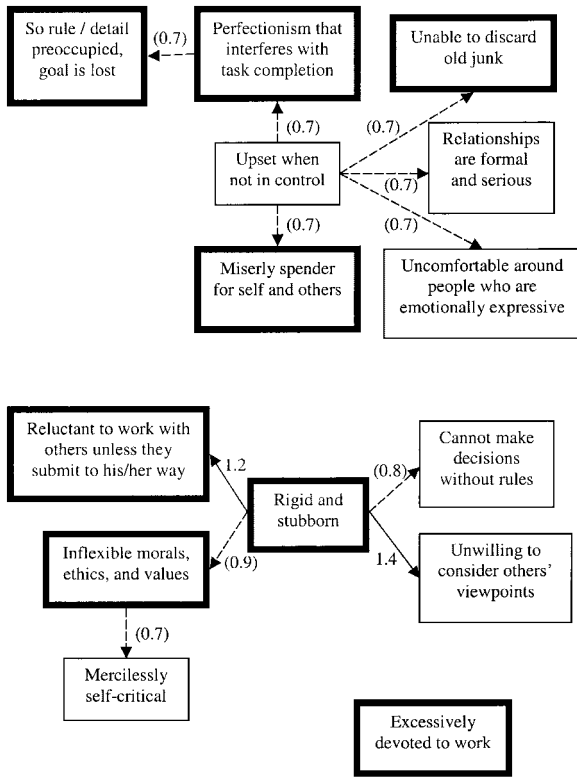 So rule / detail
preoccupied,
goal is lost
(0.7)
Perfectionism that
interferes with
task completion
Unable to discard
old junk
(0.7)
(0.7)
Upset when
not in control
Relationships
are formal
and serious
(0.7)
(0.7)
(0.7)
Miserly spender
for self and others
Uncomfortable around
people who are
emotionally expressive
Reluctant to work with
others unless they
submit to his/her way
1.2
Rigid and
stubborn
(0.8)
Cannot make
decisions
without rules
Inflexible morals,
ethics, and values
(0.9)
1.4
Unwilling to
consider others'
viewpoints
(0.7)
Mercilessly
self-critical
Excessively
devoted to work